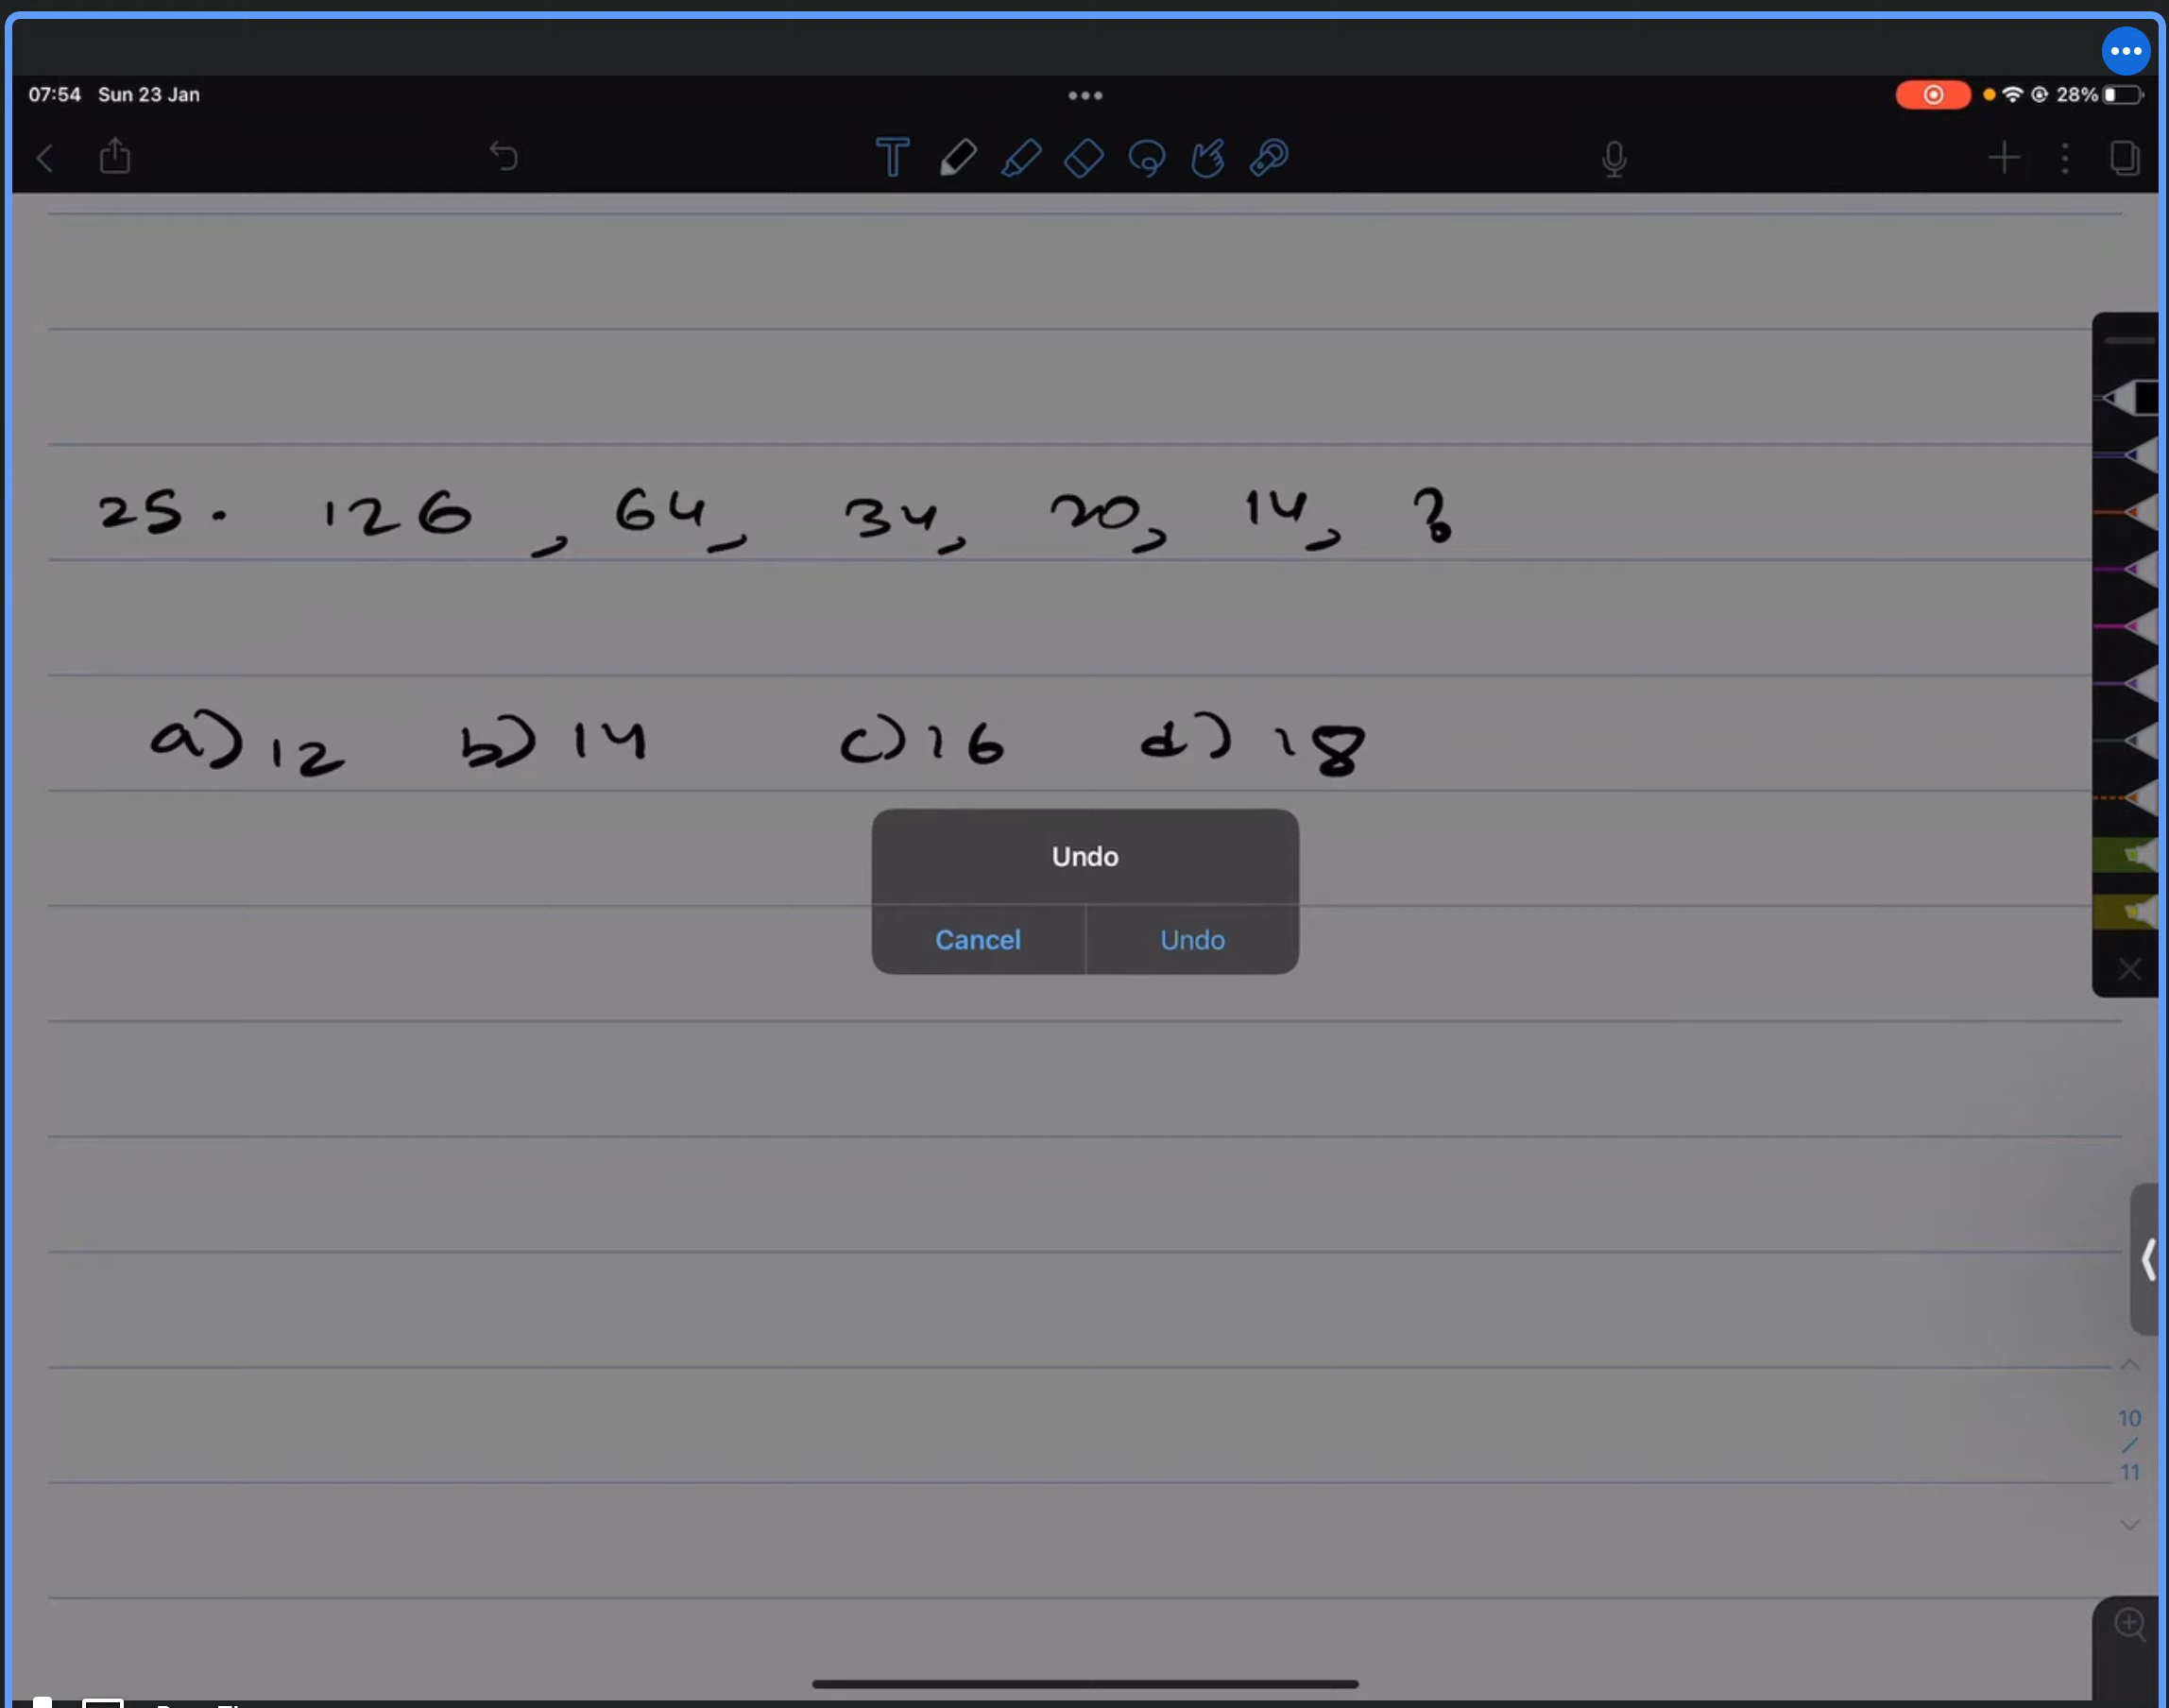 07:54 Sun 23 Jan
28%
25. 126, 64, 34, 20, 14, ?
a) 12 b) 14 c) 16 d) 18
Undo
Cancel Undo
10
/
11